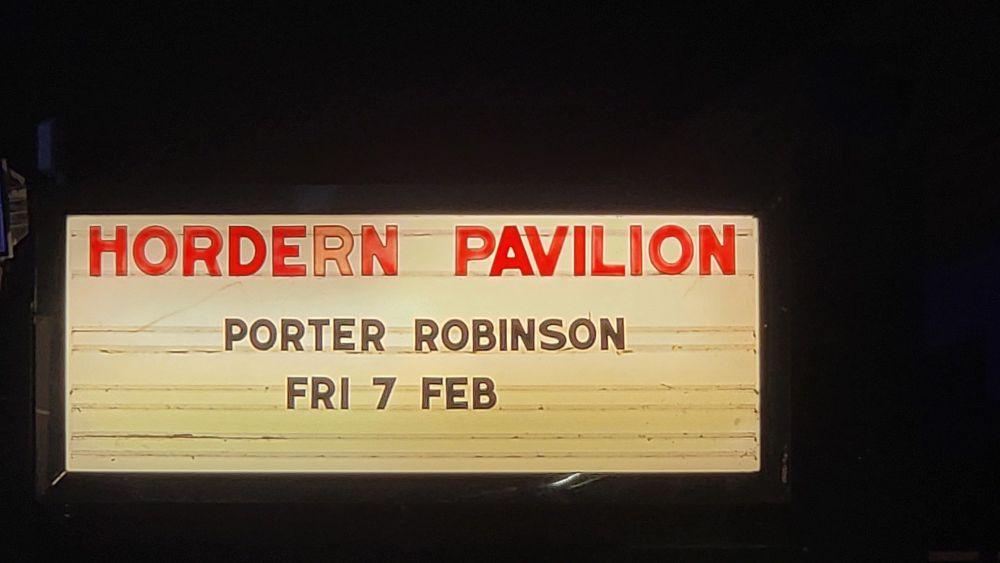 HORDERN PAVILION
PORTER ROBINSON
FRI 7 FEB